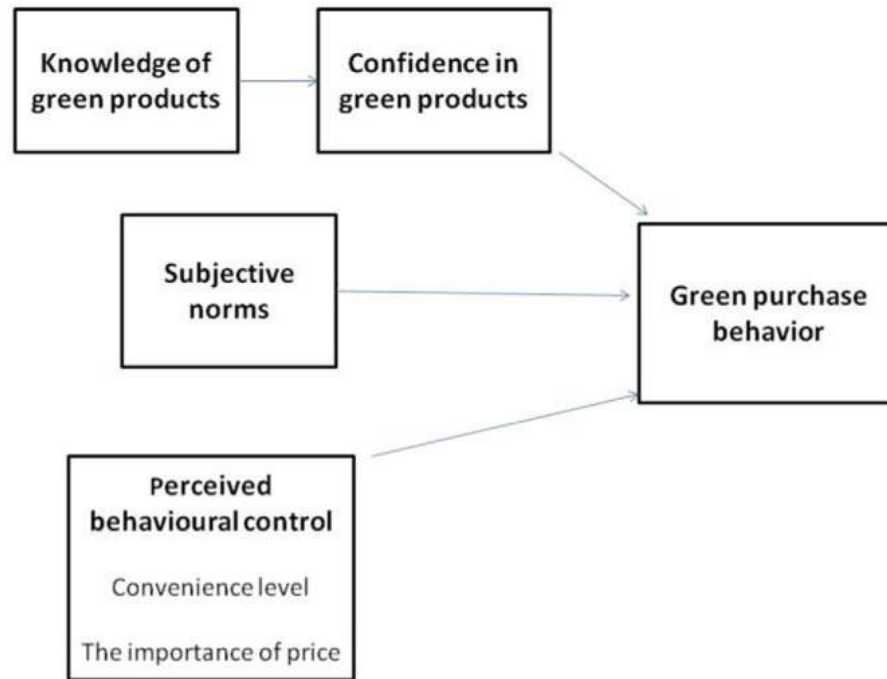 Knowledge of
green products
Confidence in
green products
Subjective
norms
Green purchase
behavior
Perceived
behavioural control
Convenience level
The importance of price